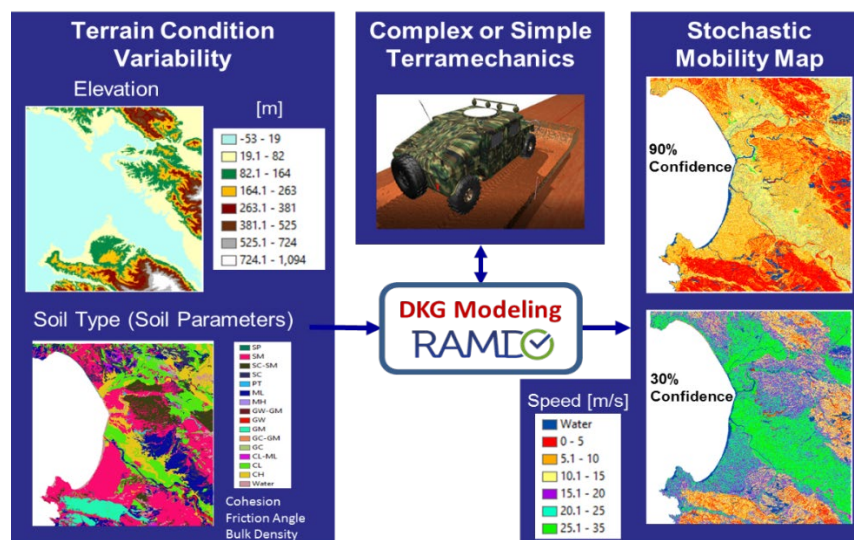 Terrain Condition
Variability
Elevation
[m]
-53 - 19
19.1 - 82
82.1 - 164
164.1 - 263
263.1 - 381
381.1 - 525
525.1 - 724
724.1 - 1,094
Soil Type (Soil Parameters)
SP
SM
SC-SM
SC
PT
ML
MH
GW-GM
GW
GM
GC-GM
GC
CL-ML
CL
CH
Water
Cohesion
Friction Angle
Bulk Density
Complex or Simple
Terramechanics
DKG Modeling
RAMDO
Stochastic
Mobility Map
90%
Confidence
30%
Confidence
Speed [m/s]
Water
0 - 5
5.1 - 10
10.1 - 15
15.1 - 20
20.1 - 25
25.1 - 35